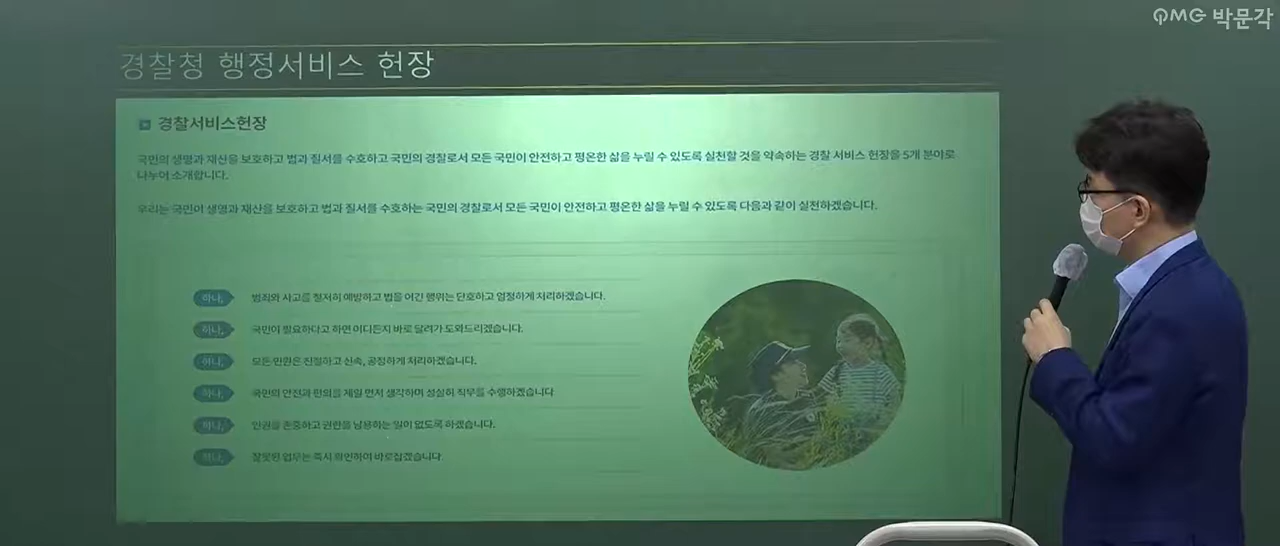 PMG 박문각
경찰청 행정서비스 헌장
경찰서비스헌장
국민의 생명과 재산을 보호하고 법과 질서를 수호하고 국민의 경찰로서 모든 국민이 안전하고 평온한 삶을 누릴 수 있도록 실천할 것을 약속하는 경찰 서비스 헌장을 5개 분야로
나누어 소개합니다.
우리는 국민이 생명과 재산을 보호하고 법과 질서를 수호하는 국민의 경찰로서 모든 국민이 안전하고 평온한 삶을 누릴 수 있도록 다음과 같이 실천하겠습니다.
하나, 범죄와 사고를 철저히 예방하고 법을 어긴 행위는 단호하고 엄정하게 처리하겠습니다.
하나, 국민이 필요하다고 하면 어디든지 바로 달려가 도와드리겠습니다.
하나, 모든 민원은 친절하고 신속, 공정하게 처리하겠습니다.
하나, 국민의 안전과 편의를 제일 먼저 생각하며 성실히 직무를 수행하겠습니다
하나, 인권을 존중하고 권한을 남용하는 일이 없도록 하겠습니다.
하나, 잘못된 업무는 즉시 확인하여 바로잡겠습니다.